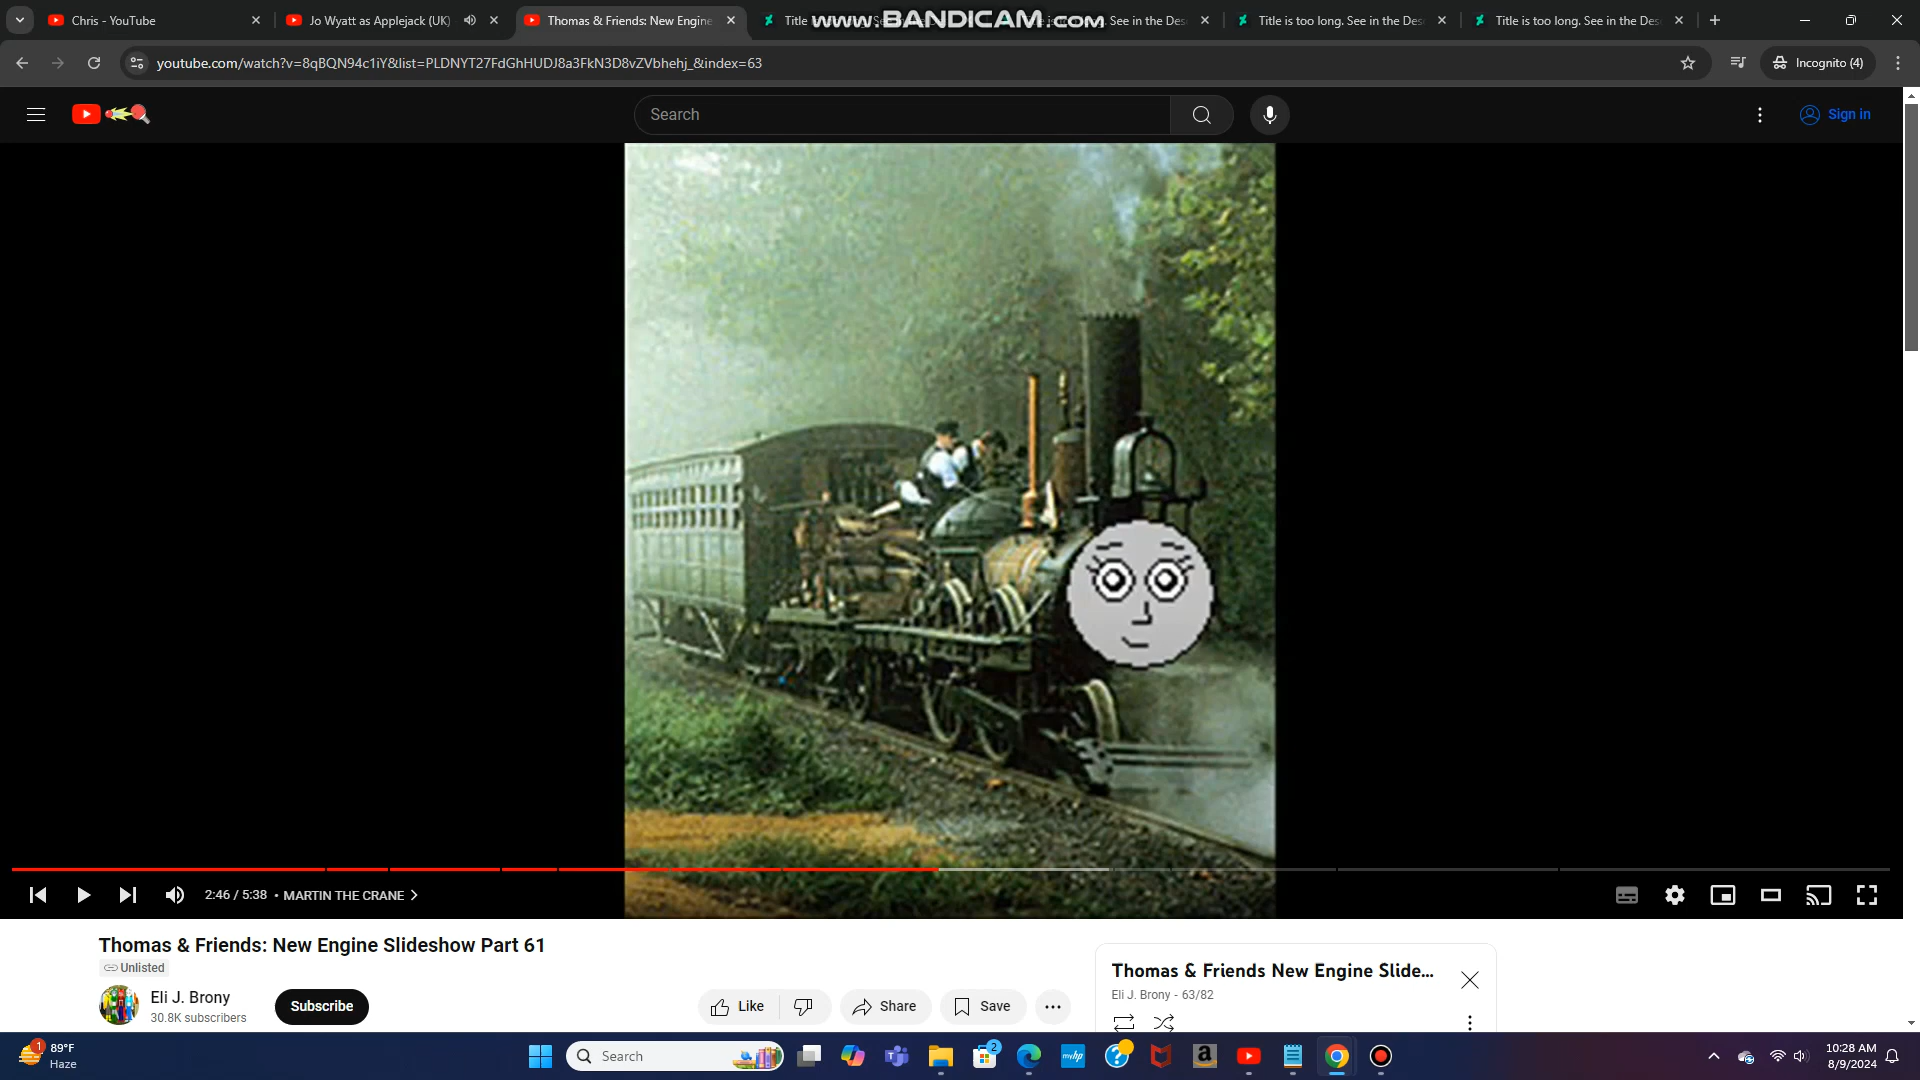 www.BANDICAM.com
Chris - YouTube
Jo Wyatt as Applejack (UK)
Thomas & Friends: New Engine
Title
See in the Des
Title is too long. See in the Des
Title is too long. See in the Des
youtube.com/watch?v=8qBQN94c1iY&list=PLDNYT27FdGhHUDJ8a3FkN3D8vZVbhehj_&index=63
Incognito (4)
Search
Sign in
2:46 / 5:38 • MARTIN THE CRANE
Thomas & Friends: New Engine Slideshow Part 61
Unlisted
Eli J. Brony
30.8K subscribers
Subscribe
Like
Share
Save
Thomas & Friends New Engine Slide...
Eli J. Brony - 63/82
1
89°F
Haze
Search
2
myhp
10:28 AM
8/9/2024